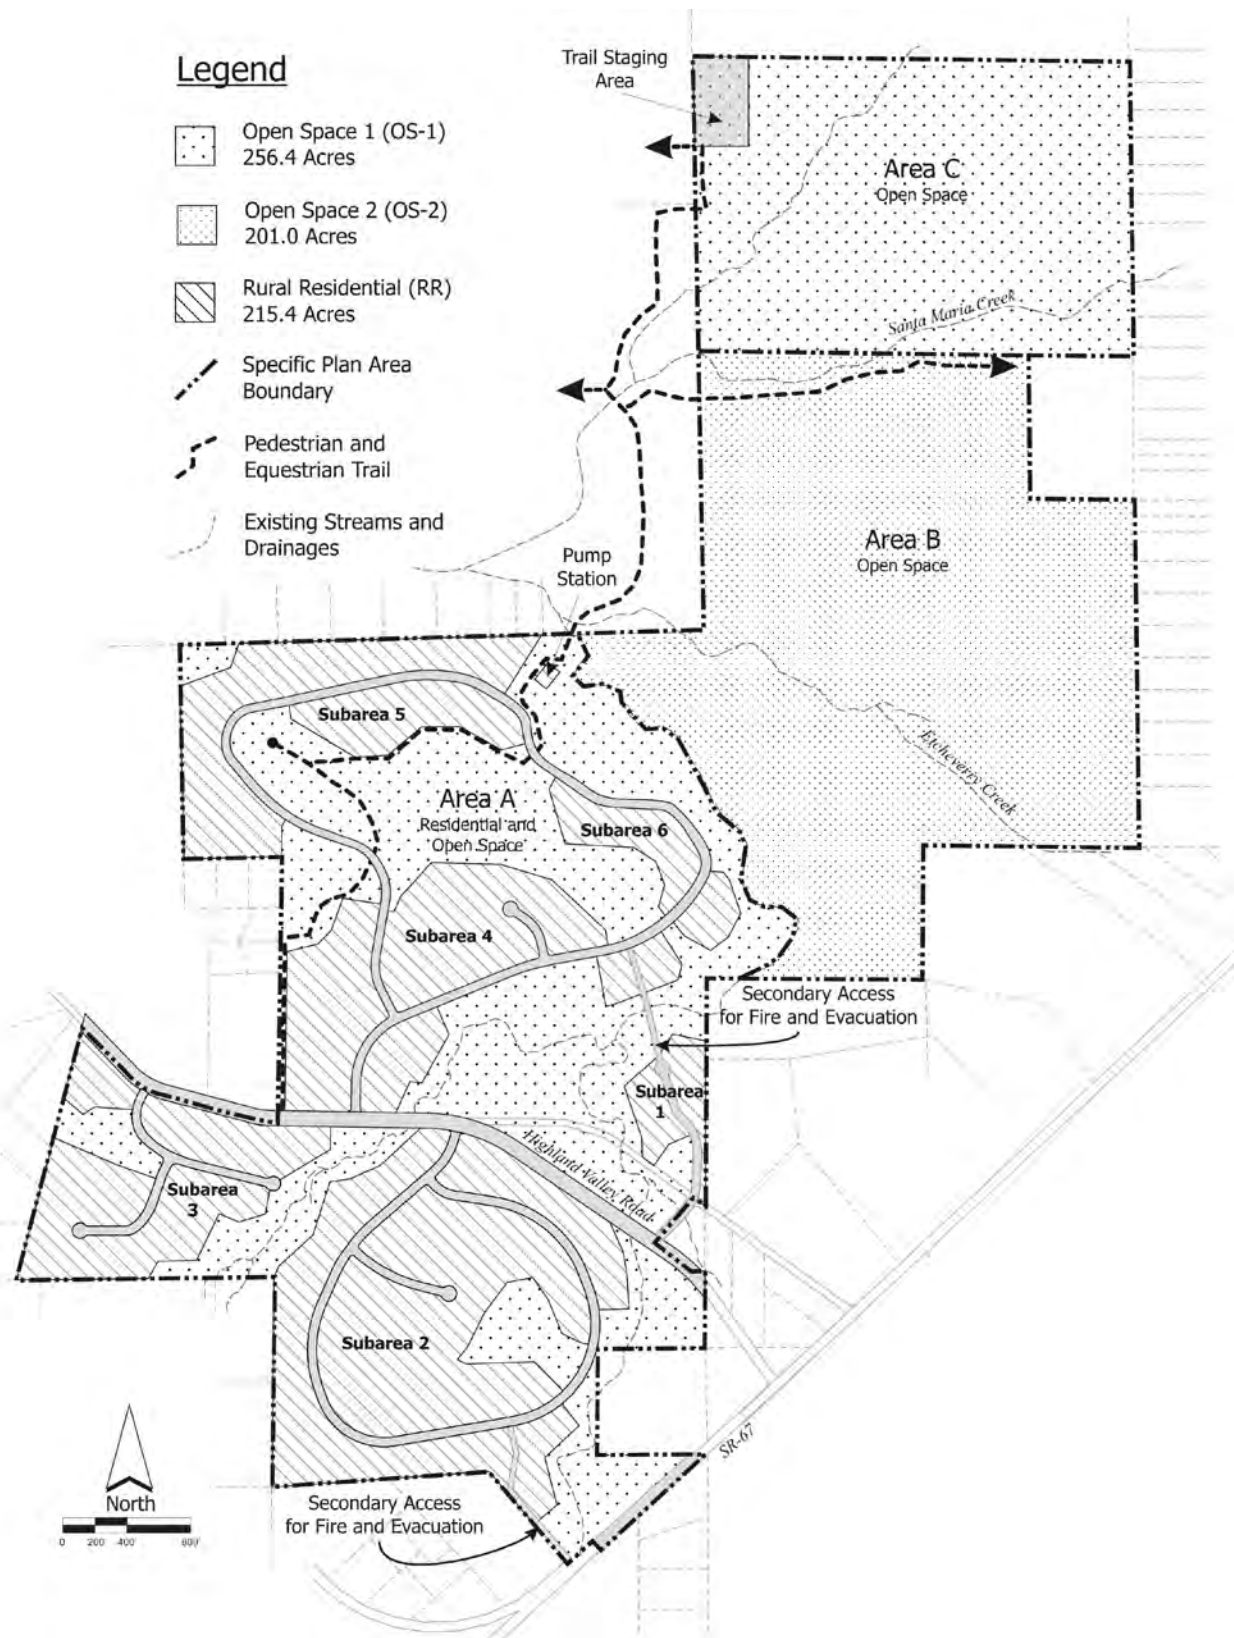 Legend
Open Space 1 (OS-1)
256.4 Acres
Open Space 2 (OS-2)
201.0 Acres
Rural Residential (RR)
215.4 Acres
Specific Plan Area
Boundary
Pedestrian and
Equestrian Trail
Existing Streams and
Drainages
Trail Staging
Area
Area C
Open Space
Santa Maria Creek
Area B
Open Space
Pump
Station
Etcheverry Creek
Subarea 5
Area A
Residential and
Open Space
Subarea 6
Subarea 4
Secondary Access
for Fire and Evacuation
Subarea
1
Highland Valley Road
Subarea
3
Subarea 2
SR-67
North
0 200 400 800'
Secondary Access
for Fire and Evacuation